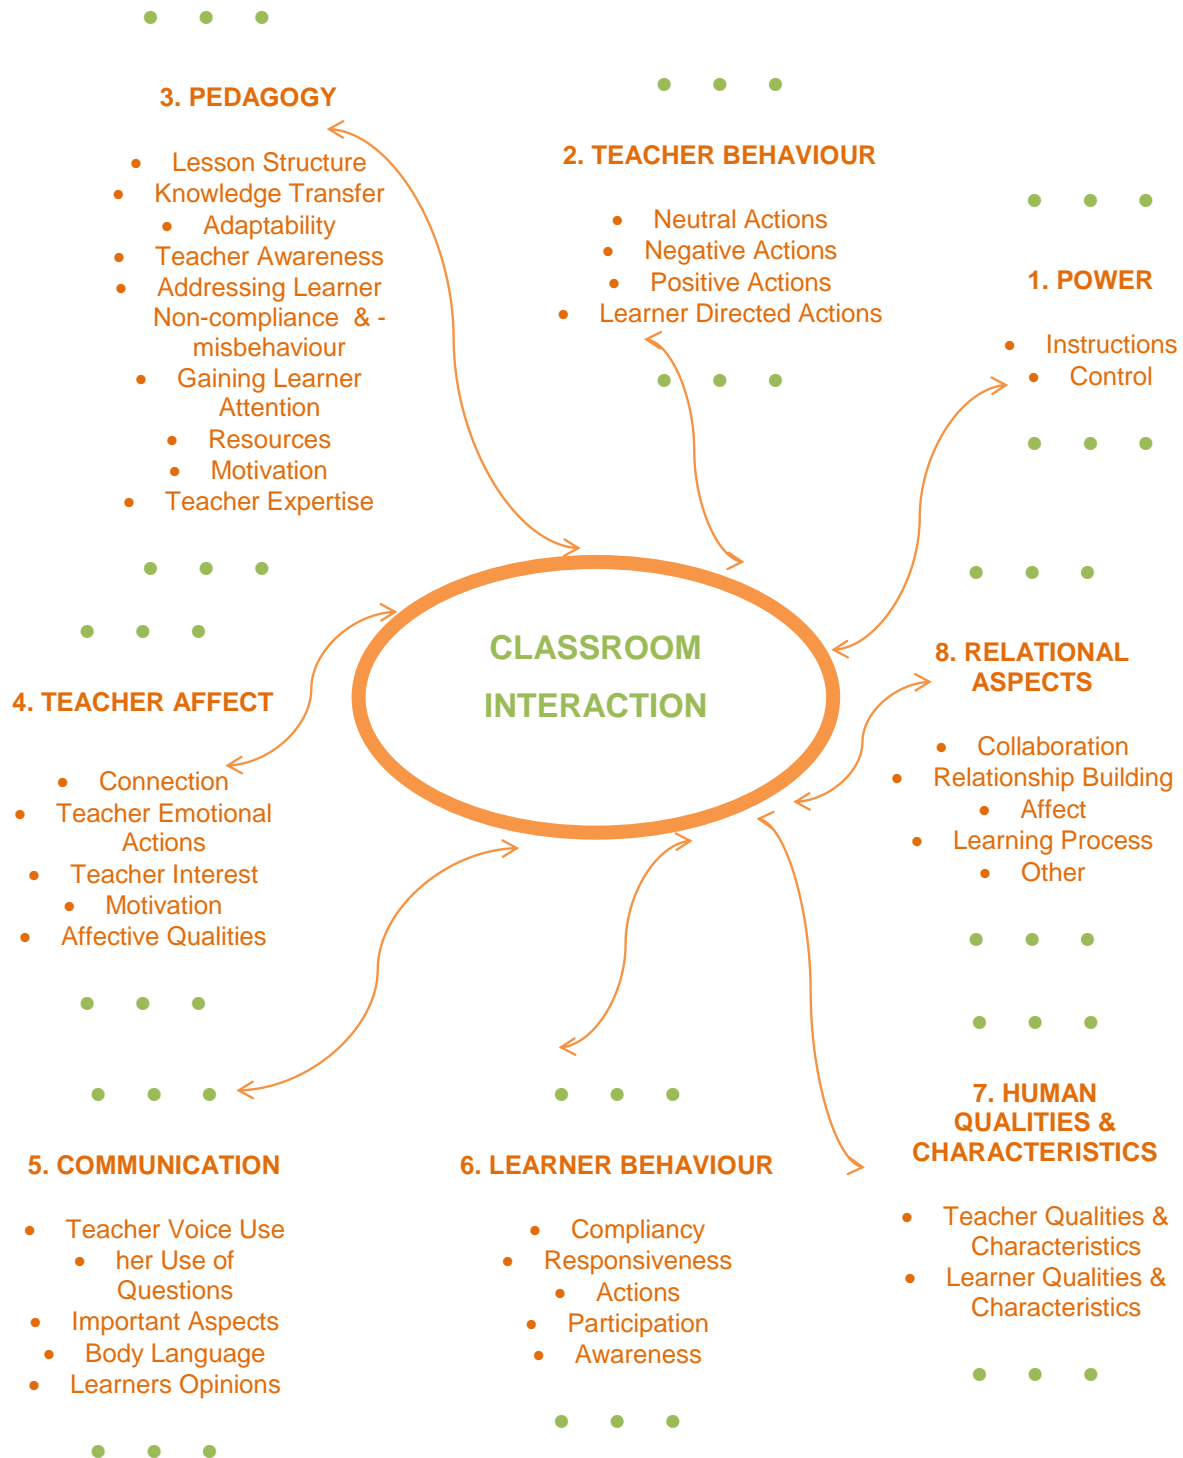 3. PEDAGOGY
• Lesson Structure
• Knowledge Transfer
• Adaptability
• Teacher Awareness
• Addressing Learner
Non-compliance & -
misbehaviour
• Gaining Learner
Attention
• Resources
• Motivation
• Teacher Expertise
2. TEACHER BEHAVIOUR
• Neutral Actions
• Negative Actions
• Positive Actions
• Learner Directed Actions
1. POWER
• Instructions
• Control
CLASSROOM
INTERACTION
4. TEACHER AFFECT
• Connection
• Teacher Emotional
Actions
• Teacher Interest
• Motivation
• Affective Qualities
8. RELATIONAL
ASPECTS
• Collaboration
• Relationship Building
• Affect
• Learning Process
• Other
5. COMMUNICATION
• Teacher Voice Use
• her Use of
Questions
• Important Aspects
• Body Language
• Learners Opinions
6. LEARNER BEHAVIOUR
• Compliancy
• Responsiveness
• Actions
• Participation
• Awareness
7. HUMAN
QUALITIES &
CHARACTERISTICS
• Teacher Qualities &
Characteristics
• Learner Qualities &
Characteristics